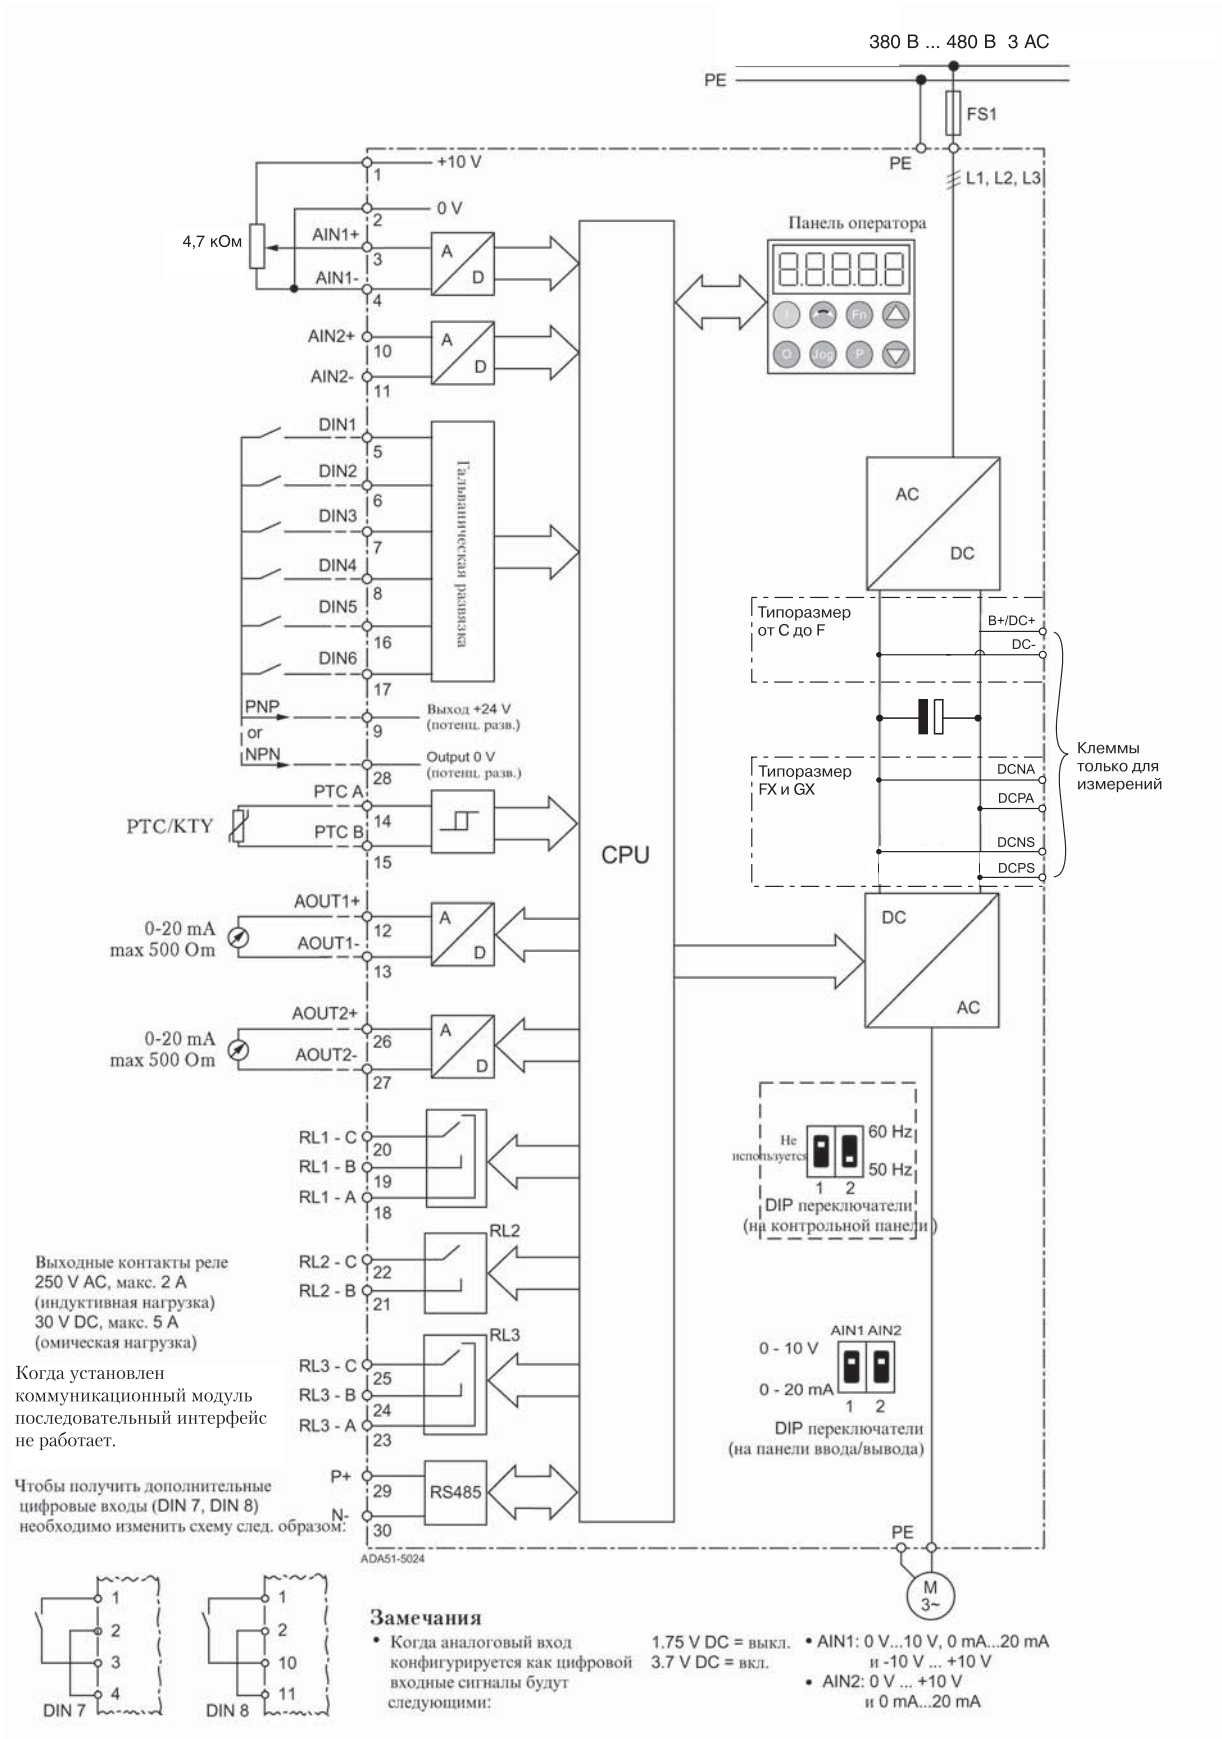 380 В ... 480 В 3 AC
PE
FS1
PE
L1, L2, L3
+10 V
1
0 V
2
4,7 кОм
AIN1+
3
AIN1-
4
A
D
Панель оператора
88888
I
Fn
O
Jog
P
AIN2+
10
AIN2-
11
A
D
DIN1
5
DIN2
6
DIN3
7
DIN4
8
DIN5
16
DIN6
17
Гальваническая развязка
AC
DC
Типоразмер
от C до F
B+/DC+
DC-
PNP
or
NPN
Выход +24 V
(потенц. разв.)
9
Output 0 V
(потенц. разв.)
28
Клеммы
только для
измерений
Типоразмер
FX и GX
DCNA
DCPA
DCNS
DCPS
PTC/KTY
PTC A
14
PTC B
15
CPU
0-20 mA
max 500 Om
AOUT1+
12
AOUT1-
13
A
D
DC
AC
0-20 mA
max 500 Om
AOUT2+
26
AOUT2-
27
A
D
RL1 - C
20
RL1 - B
19
RL1 - A
18
Не
используется
60 Hz
50 Hz
1 2
DIP переключатели
(на контрольной панели)
RL2
RL2 - C
22
RL2 - B
21
Выходные контакты реле
250 V AC, макс. 2 A
(индуктивная нагрузка)
30 V DC, макс. 5 A
(омическая нагрузка)
RL3
RL3 - C
25
RL3 - B
24
RL3 - A
23
AIN1 AIN2
0 - 10 V
0 - 20 mA
1 2
DIP переключатели
(на панели ввода/вывода)
Когда установлен
коммуникационный модуль
последовательный интерфейс
не работает.
P+
29
N-
30
RS485
Чтобы получить дополнительные
цифровые входы (DIN 7, DIN 8)
необходимо изменить схему след. образом:
ADA51-5024
PE
M
3~
1
2
3
4
DIN 7
1
2
10
11
DIN 8
Замечания
• Когда аналоговый вход
конфигурируется как цифровой
входные сигналы будут
следующими:
1.75 V DC = выкл.
3.7 V DC = вкл.
• AIN1: 0 V...10 V, 0 mA...20 mA
и -10 V ... +10 V
• AIN2: 0 V ... +10 V
и 0 mA...20 mA